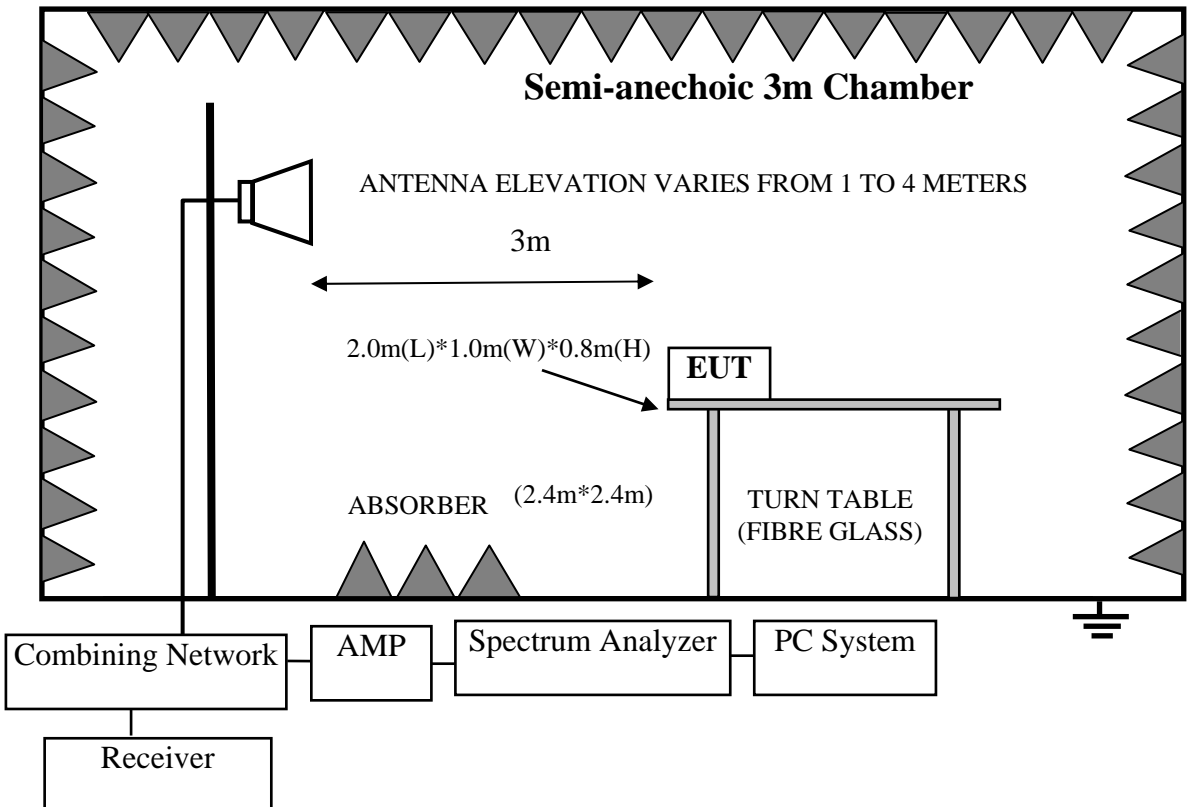 Semi-anechoic 3m Chamber
ANTENNA ELEVATION VARIES FROM 1 TO 4 METERS
3m
2.0m(L)*1.0m(W)*0.8m(H)
EUT
ABSORBER
(2.4m*2.4m)
TURN TABLE
(FIBRE GLASS)
Combining Network
AMP
Spectrum Analyzer
PC System
Receiver